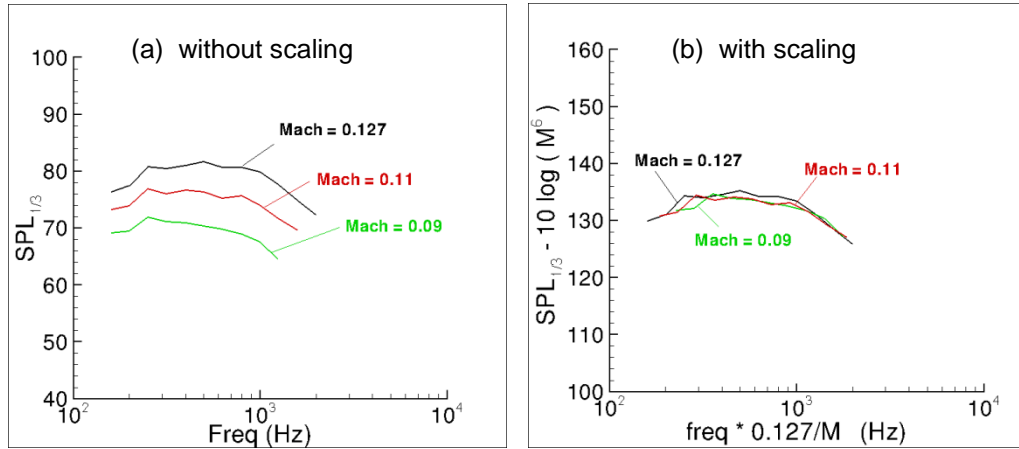 (a) without scaling
100
90
80
70
60
50
40
SPL1/3
Mach = 0.127
Mach = 0.11
Mach = 0.09
10²
10³
10⁴
Freq (Hz)
(b) with scaling
160
150
140
130
120
110
100
SPL1/3 - 10 log ( M⁶ )
Mach = 0.127
Mach = 0.11
Mach = 0.09
10²
10³
10⁴
freq * 0.127/M (Hz)